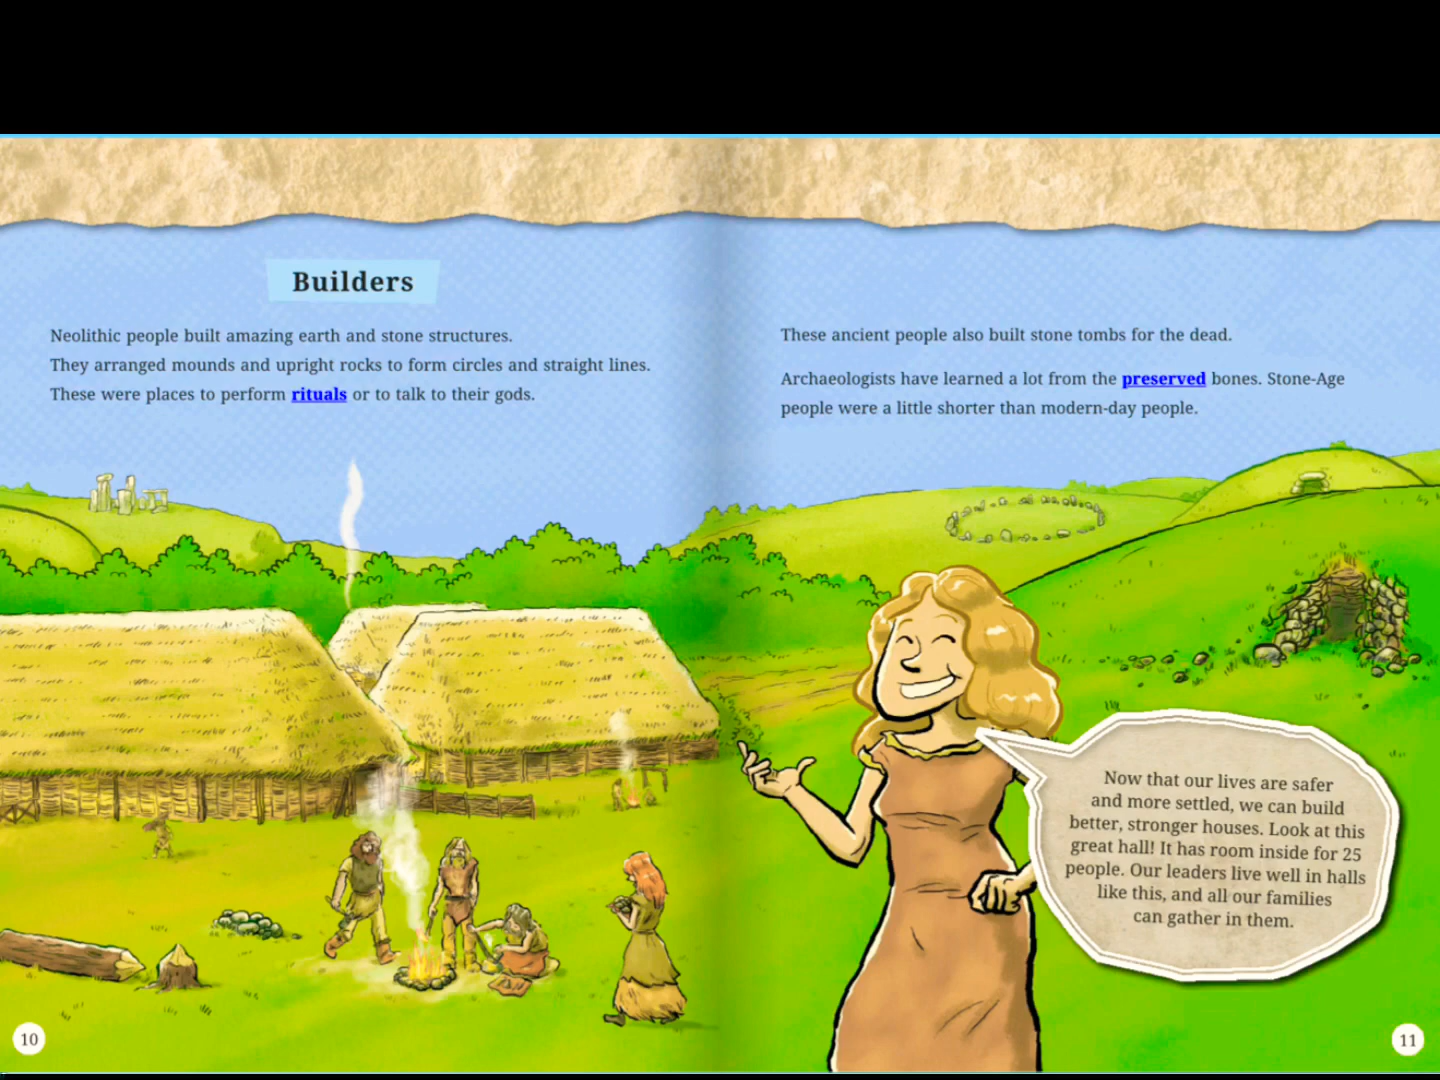 Builders
Neolithic people built amazing earth and stone structures.
They arranged mounds and upright rocks to form circles and straight lines.
These were places to perform rituals or to talk to their gods.
These ancient people also built stone tombs for the dead.
Archaeologists have learned a lot from the preserved bones. Stone-Age
people were a little shorter than modern-day people.
Now that our lives are safer
and more settled, we can build
better, stronger houses. Look at this
great hall! It has room inside for 25
people. Our leaders live well in halls
like this, and all our families
can gather in them.
10
11